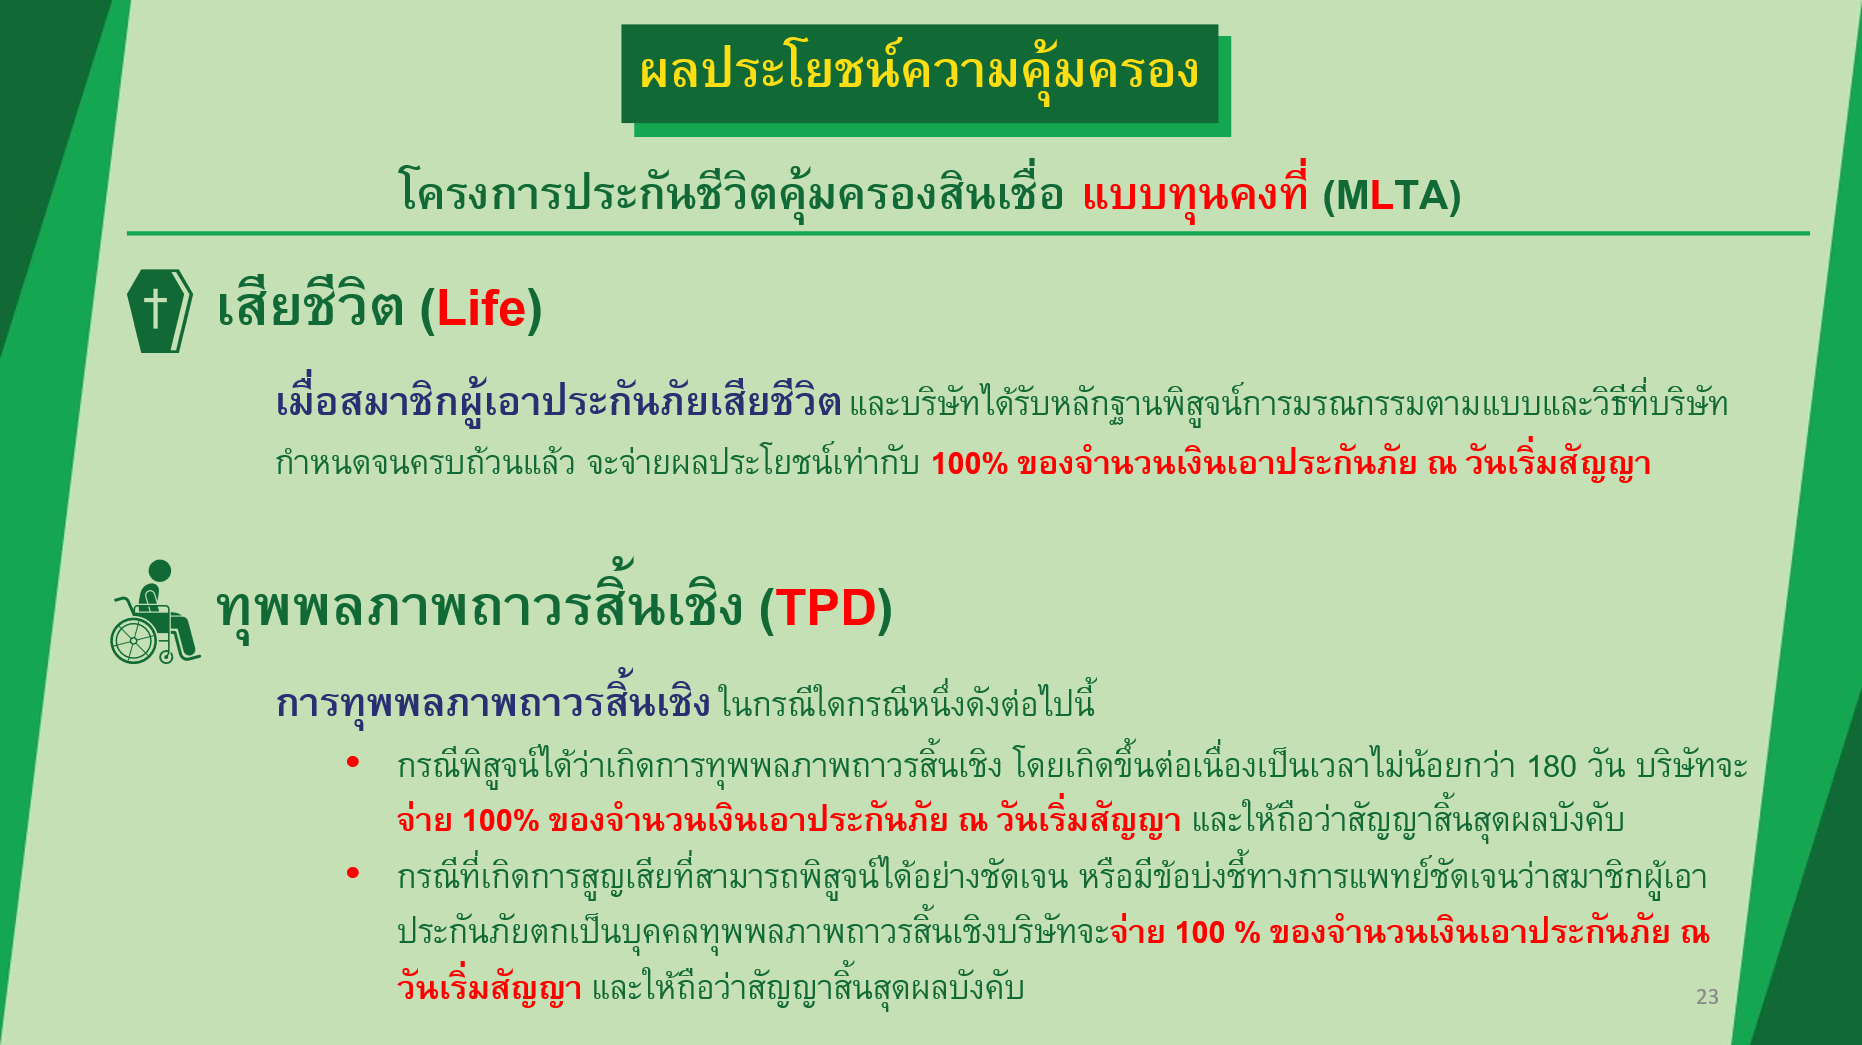 ผลประโยชน์ความคุ้มครอง
โครงการประกันชีวิตคุ้มครองสินเชื่อ แบบทุนคงที่ (MLTA)
เสียชีวิต (Life)
เมื่อสมาชิกผู้เอาประกันภัยเสียชีวิต และบริษัทได้รับหลักฐานพิสูจน์การมรณกรรมตามแบบและวิธีที่บริษัท
กำหนดจนครบถ้วนแล้ว จะจ่ายผลประโยชน์เท่ากับ 100% ของจำนวนเงินเอาประกันภัย ณ วันเริ่มสัญญา
ทุพพลภาพถาวรสิ้นเชิง (TPD)
การทุพพลภาพถาวรสิ้นเชิง ในกรณีใดกรณีหนึ่งดังต่อไปนี้
• กรณีพิสูจน์ได้ว่าเกิดการทุพพลภาพถาวรสิ้นเชิง โดยเกิดขึ้นต่อเนื่องเป็นเวลาไม่น้อยกว่า 180 วัน บริษัทจะ
จ่าย 100% ของจำนวนเงินเอาประกันภัย ณ วันเริ่มสัญญา และให้ถือว่าสัญญาสิ้นสุดผลบังคับ
• กรณีที่เกิดการสูญเสียที่สามารถพิสูจน์ได้อย่างชัดเจน หรือมีข้อบ่งชี้ทางการแพทย์ชัดเจนว่าสมาชิกผู้เอา
ประกันภัยตกเป็นบุคคลทุพพลภาพถาวรสิ้นเชิงบริษัทจะจ่าย 100 % ของจำนวนเงินเอาประกันภัย ณ
วันเริ่มสัญญา และให้ถือว่าสัญญาสิ้นสุดผลบังคับ
23